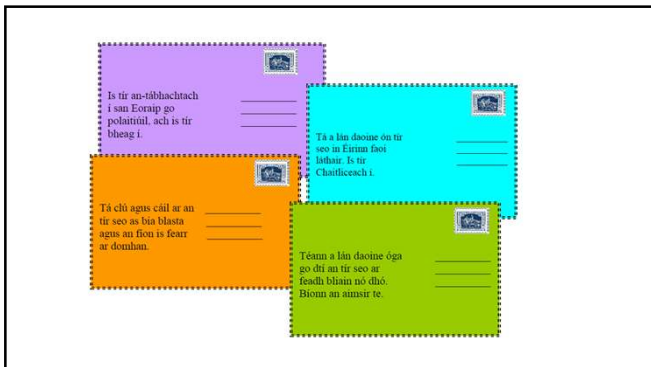 Is tír an-tábhachtach
í san Eoraip go
polaitiúil, ach is tír
bheag í.
Tá a lán daoine ón tír
seo in Éirinn faoi
láthair. Is tír
Chaitliceach í.
Tá clú agus cáil ar an
tír seo as bia blasta
agus an fíon is fearr
ar domhan.
Téann a lán daoine óga
go dtí an tír seo ar
feadh bliain nó dhó.
Bíonn an aimsir te.